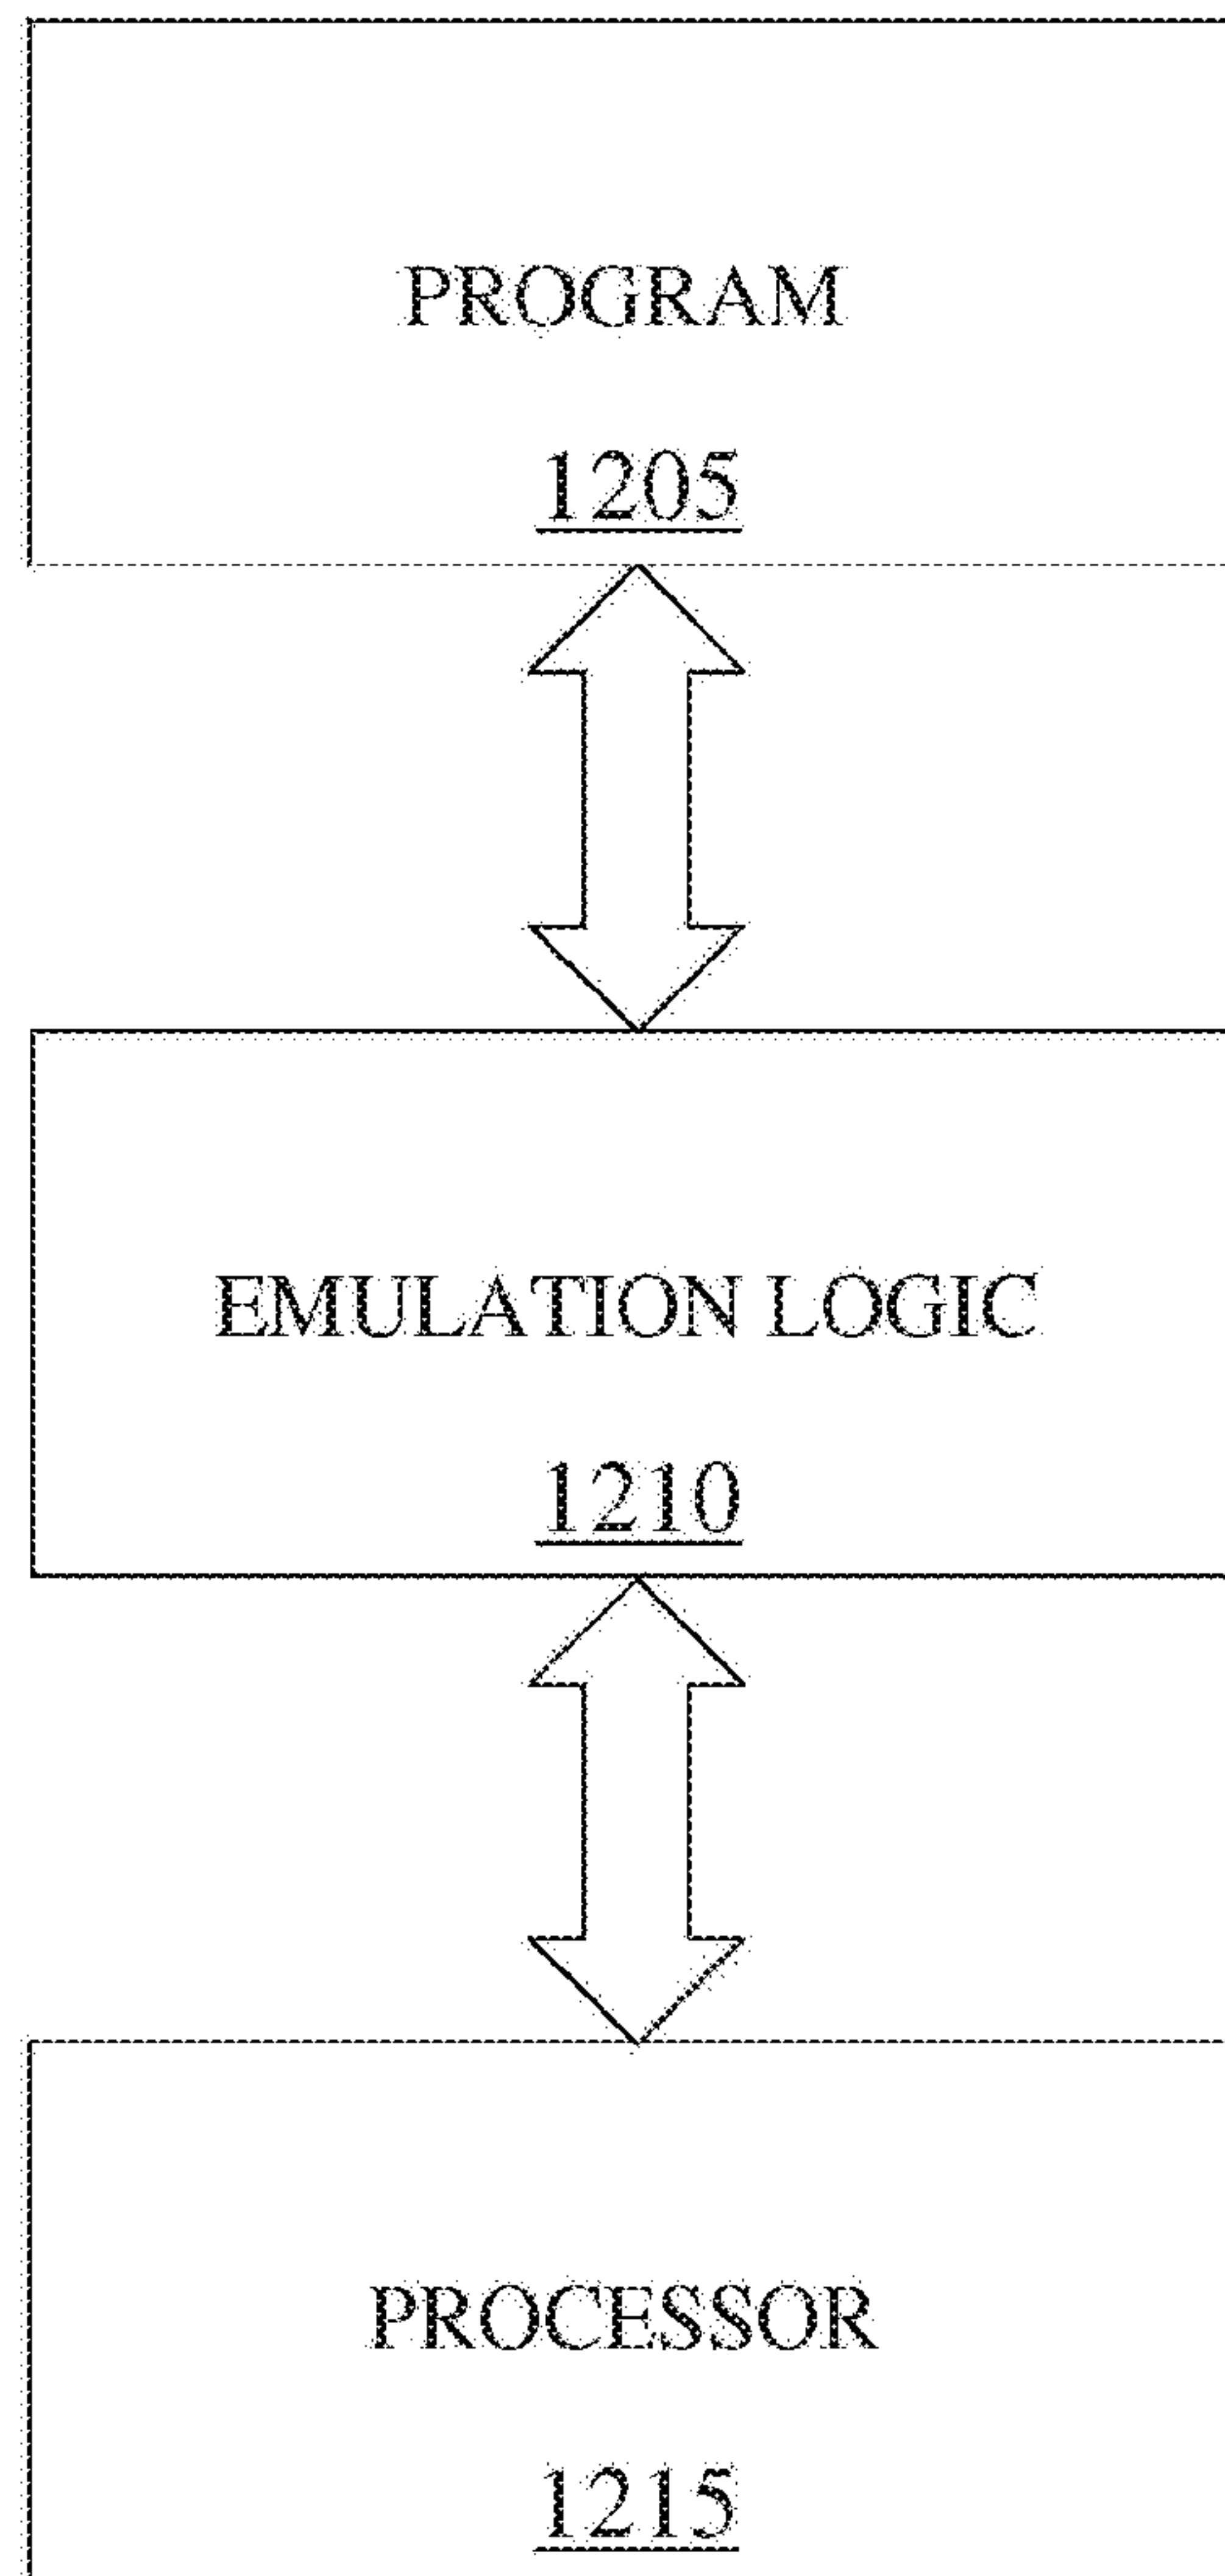 PROGRAM
1205
EMULATION LOGIC
1210
PROCESSOR
1215